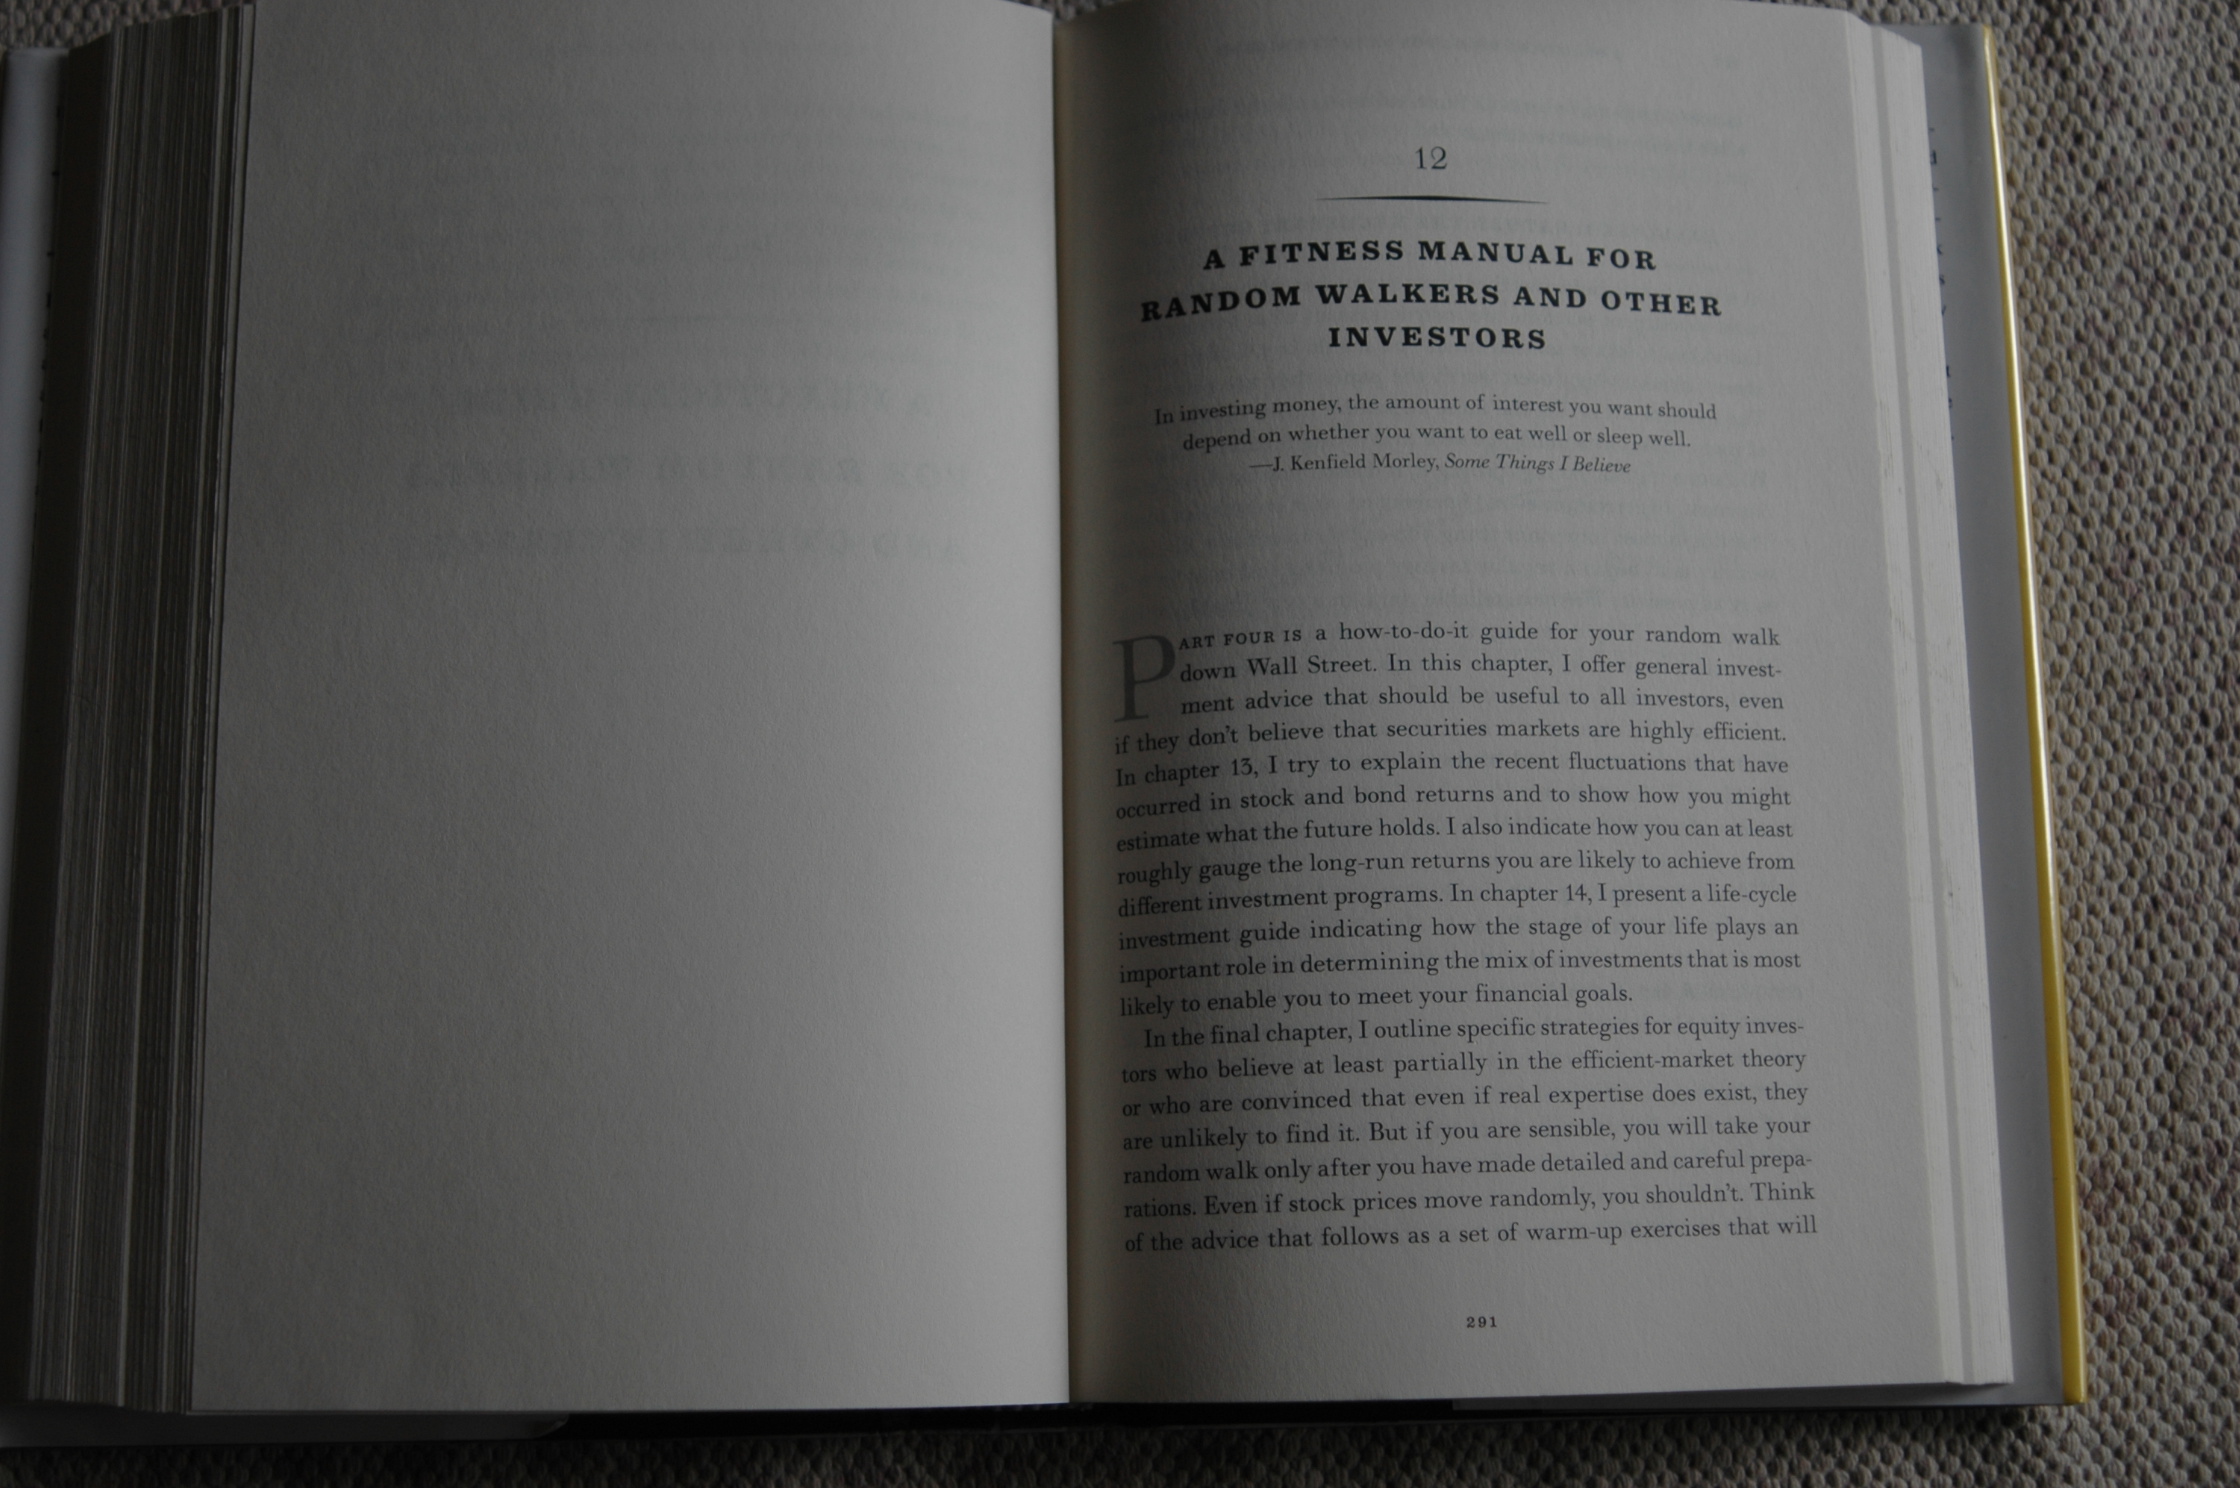 12
A FITNESS MANUAL FOR
RANDOM WALKERS AND OTHER
INVESTORS
In investing money, the amount of interest you want should
depend on whether you want to eat well or sleep well.
—J. Kenfield Morley, Some Things I Believe
PART FOUR IS a how-to-do-it guide for your random walk
down Wall Street. In this chapter, I offer general invest-
ment advice that should be useful to all investors, even
if they don't believe that securities markets are highly efficient.
In chapter 13, I try to explain the recent fluctuations that have
occurred in stock and bond returns and to show how you might
estimate what the future holds. I also indicate how you can at least
roughly gauge the long-run returns you are likely to achieve from
different investment programs. In chapter 14, I present a life-cycle
investment guide indicating how the stage of your life plays an
important role in determining the mix of investments that is most
likely to enable you to meet your financial goals.
In the final chapter, I outline specific strategies for equity inves-
tors who believe at least partially in the efficient-market theory
or who are convinced that even if real expertise does exist, they
are unlikely to find it. But if you are sensible, you will take your
random walk only after you have made detailed and careful prepa-
rations. Even if stock prices move randomly, you shouldn't. Think
of the advice that follows as a set of warm-up exercises that will
291